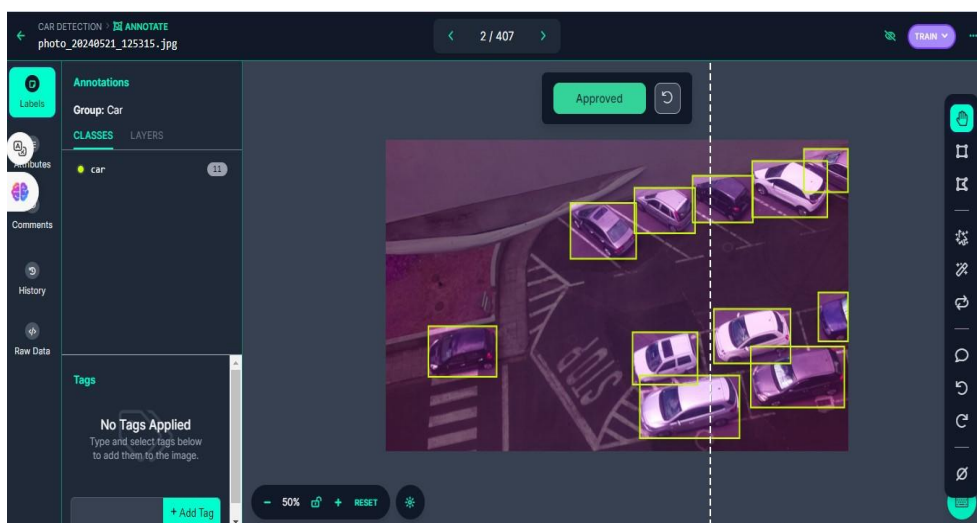 CAR DETECTION > ANNOTATE
photo_20240521_125315.jpg
2 / 407
TRAIN
Labels
Attributes
Comments
History
Raw Data
Annotations
Group: Car
CLASSES LAYERS
car 11
Tags
No Tags Applied
Type and select tags below
to add them to the image.
+ Add Tag
Approved
STOP
- 50% + RESET